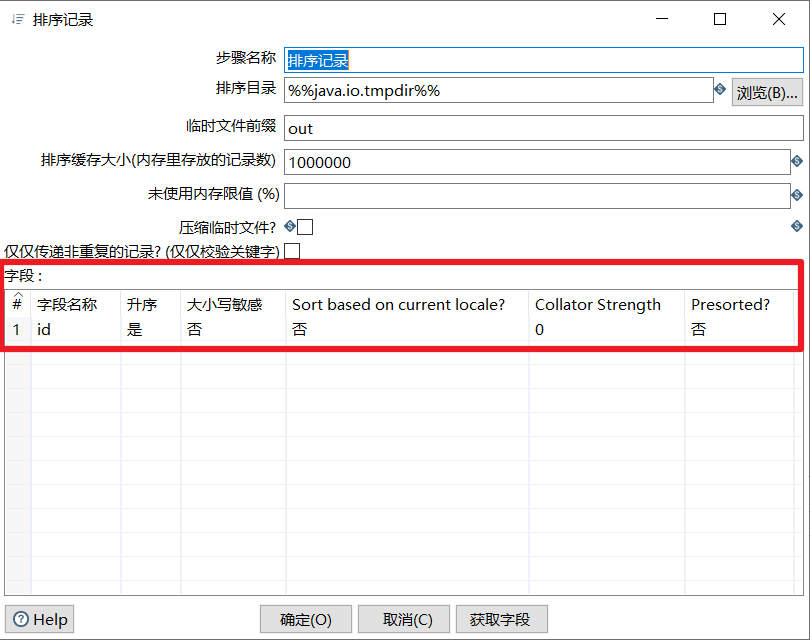 排序记录
步骤名称 排序记录
排序目录 %%java.io.tmpdir%% 浏览(B)...
临时文件前缀 out
排序缓存大小(内存里存放的记录数) 1000000
未使用内存限值 (%)
压缩临时文件?
仅仅传递非重复的记录? (仅仅校验关键字)
字段 :
# 字段名称 升序 大小写敏感 Sort based on current locale? Collator Strength Presorted?
1 id 是 否 否 0 否
Help 确定(O) 取消(C) 获取字段